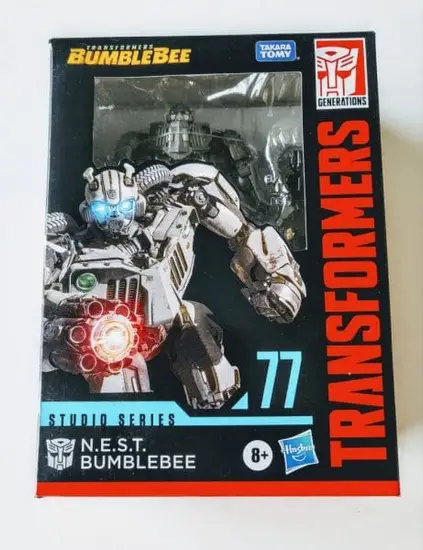 TRANSFORMERS
BUMBLEBEE
TAKARA
TOMY
GENERATIONS
TRANSFORMERS
77
STUDIO SERIES
N.E.S.T.
BUMBLEBEE
8+
Hasbro